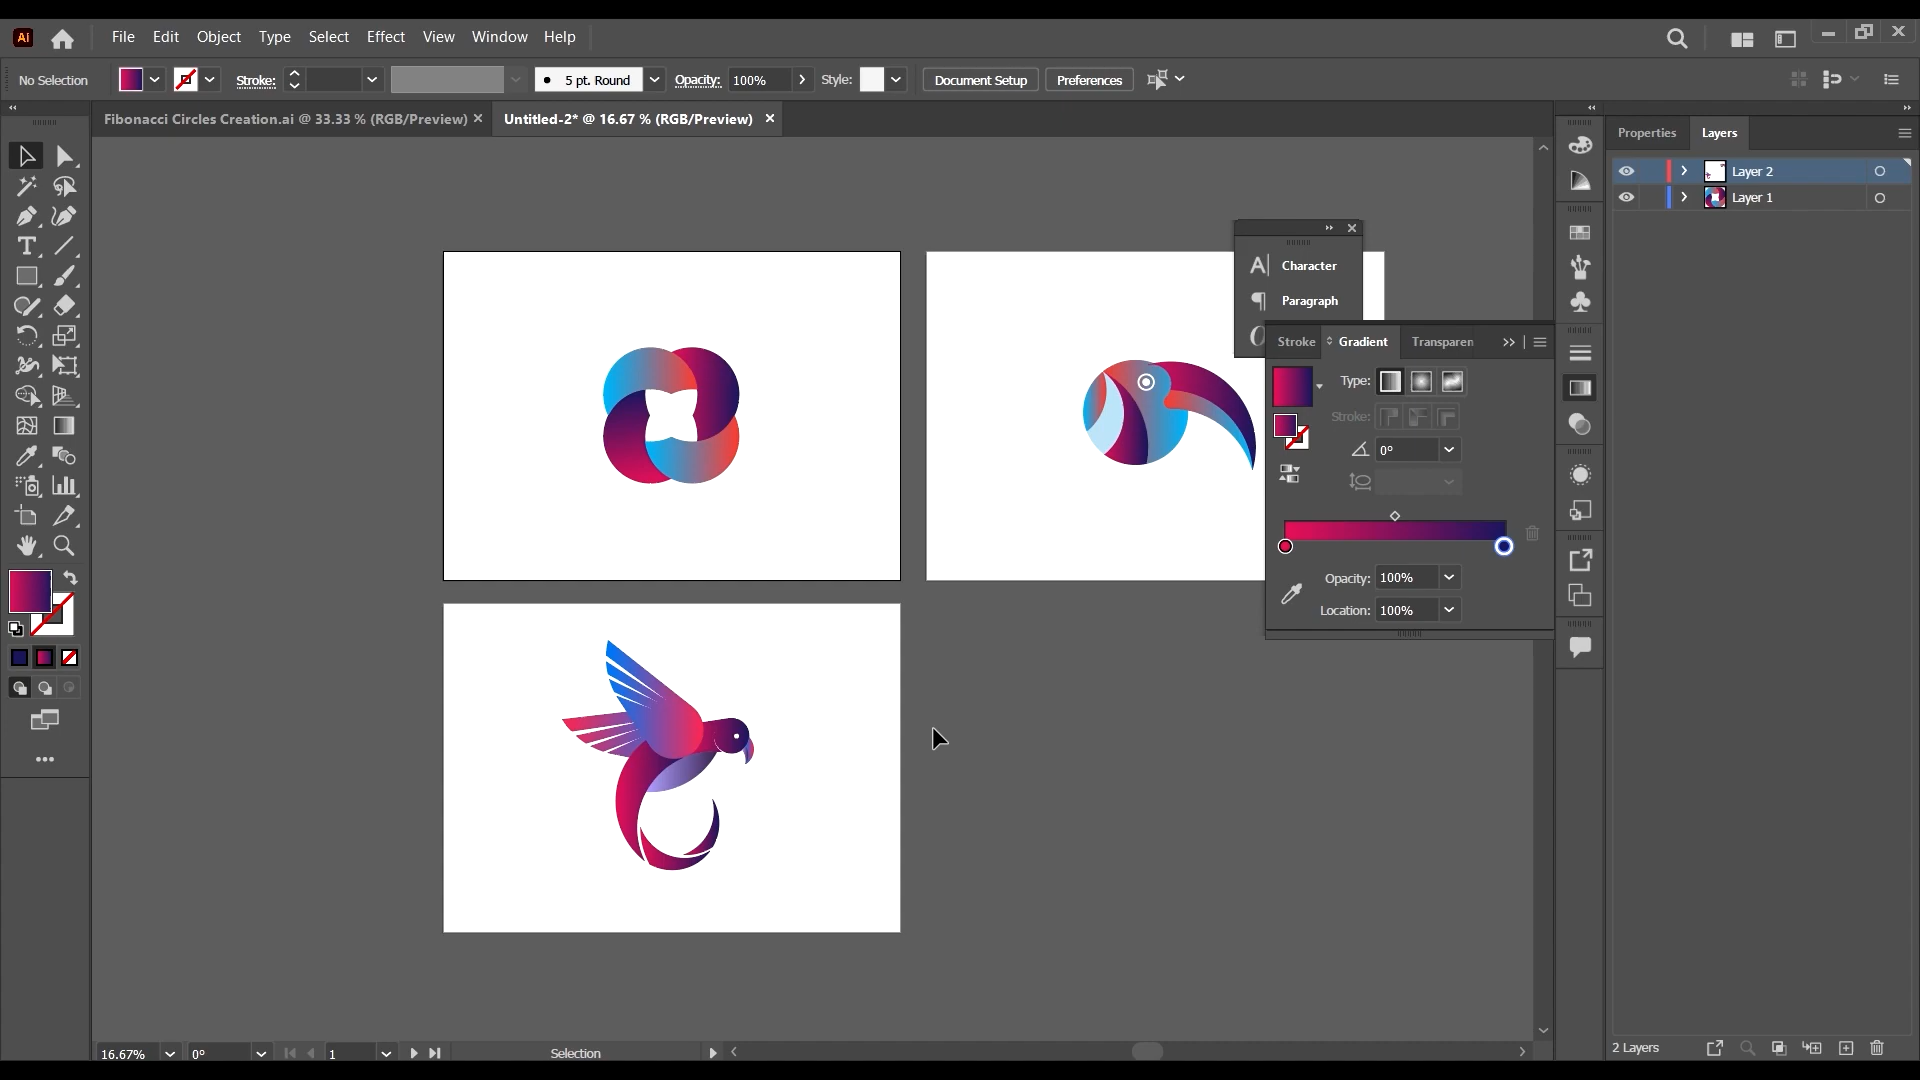 Ai
File Edit Object Type Select Effect View Window Help
No Selection
Stroke:
5 pt. Round
Opacity: 100%
Style:
Document Setup
Preferences
Fibonacci Circles Creation.ai @ 33.33 % (RGB/Preview)
Untitled-2* @ 16.67 % (RGB/Preview)
Properties Layers
Layer 2
Layer 1
Character
Paragraph
Stroke Gradient Transparen
Type:
Stroke:
0°
Opacity: 100%
Location: 100%
16.67% 0° 1 Selection
2 Layers